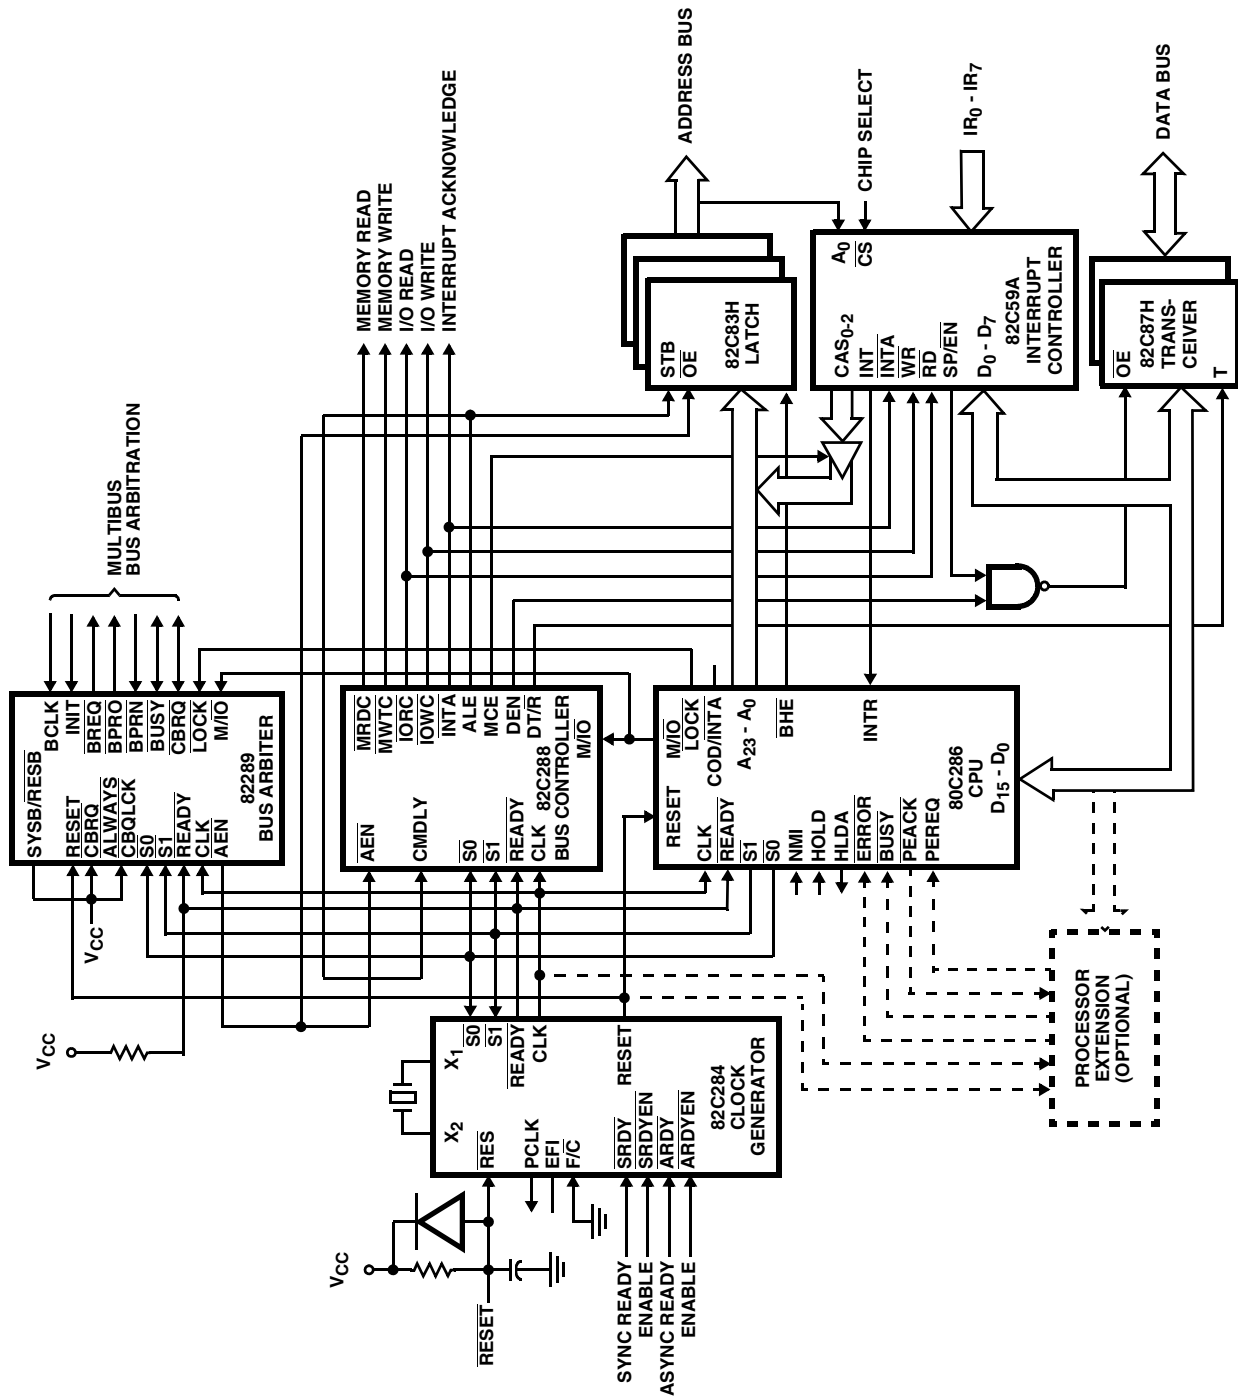 MULTIBUS
BUS ARBITRATION
BCLK
INIT
BREQ
BPRO
BPRN
BUSY
CBRQ
LOCK
M/IO
SYSB/RESB
RESET
CBRQ
ALWAYS
CBQLCK
S0
S1
READY
CLK
AEN
82289
BUS ARBITER
VCC
VCC
MEMORY READ
MEMORY WRITE
I/O READ
I/O WRITE
INTERRUPT ACKNOWLEDGE
MRDC
MWTC
IORC
IOWC
INTA
ALE
MCE
DEN
DT/R
M/IO
AEN
CMDLY
S0
S1
READY
CLK
82C288
BUS CONTROLLER
ADDRESS BUS
STB
OE
82C83H
LATCH
CHIP SELECT
IR0 - IR7
A0
CS
CAS0-2
INT
INTA
WR
RD
SP/EN
D0 - D7
82C59A
INTERRUPT
CONTROLLER
DATA BUS
OE
82C87H
TRANS-
CEIVER
T
M/IO
LOCK
COD/INTA
A23 - A0
BHE
INTR
D15 - D0
RESET
CLK
READY
S1
S0
NMI
HOLD
HLDA
ERROR
BUSY
PEACK
PEREQ
80C286
CPU
PROCESSOR
EXTENSION
(OPTIONAL)
X1
X2
S0
S1
READY
CLK
RESET
RES
PCLK
EFI
F/C
SRDY
SRDYEN
ARDY
ARDYEN
82C284
CLOCK
GENERATOR
VCC
RESET
SYNC READY
ENABLE
ASYNC READY
ENABLE